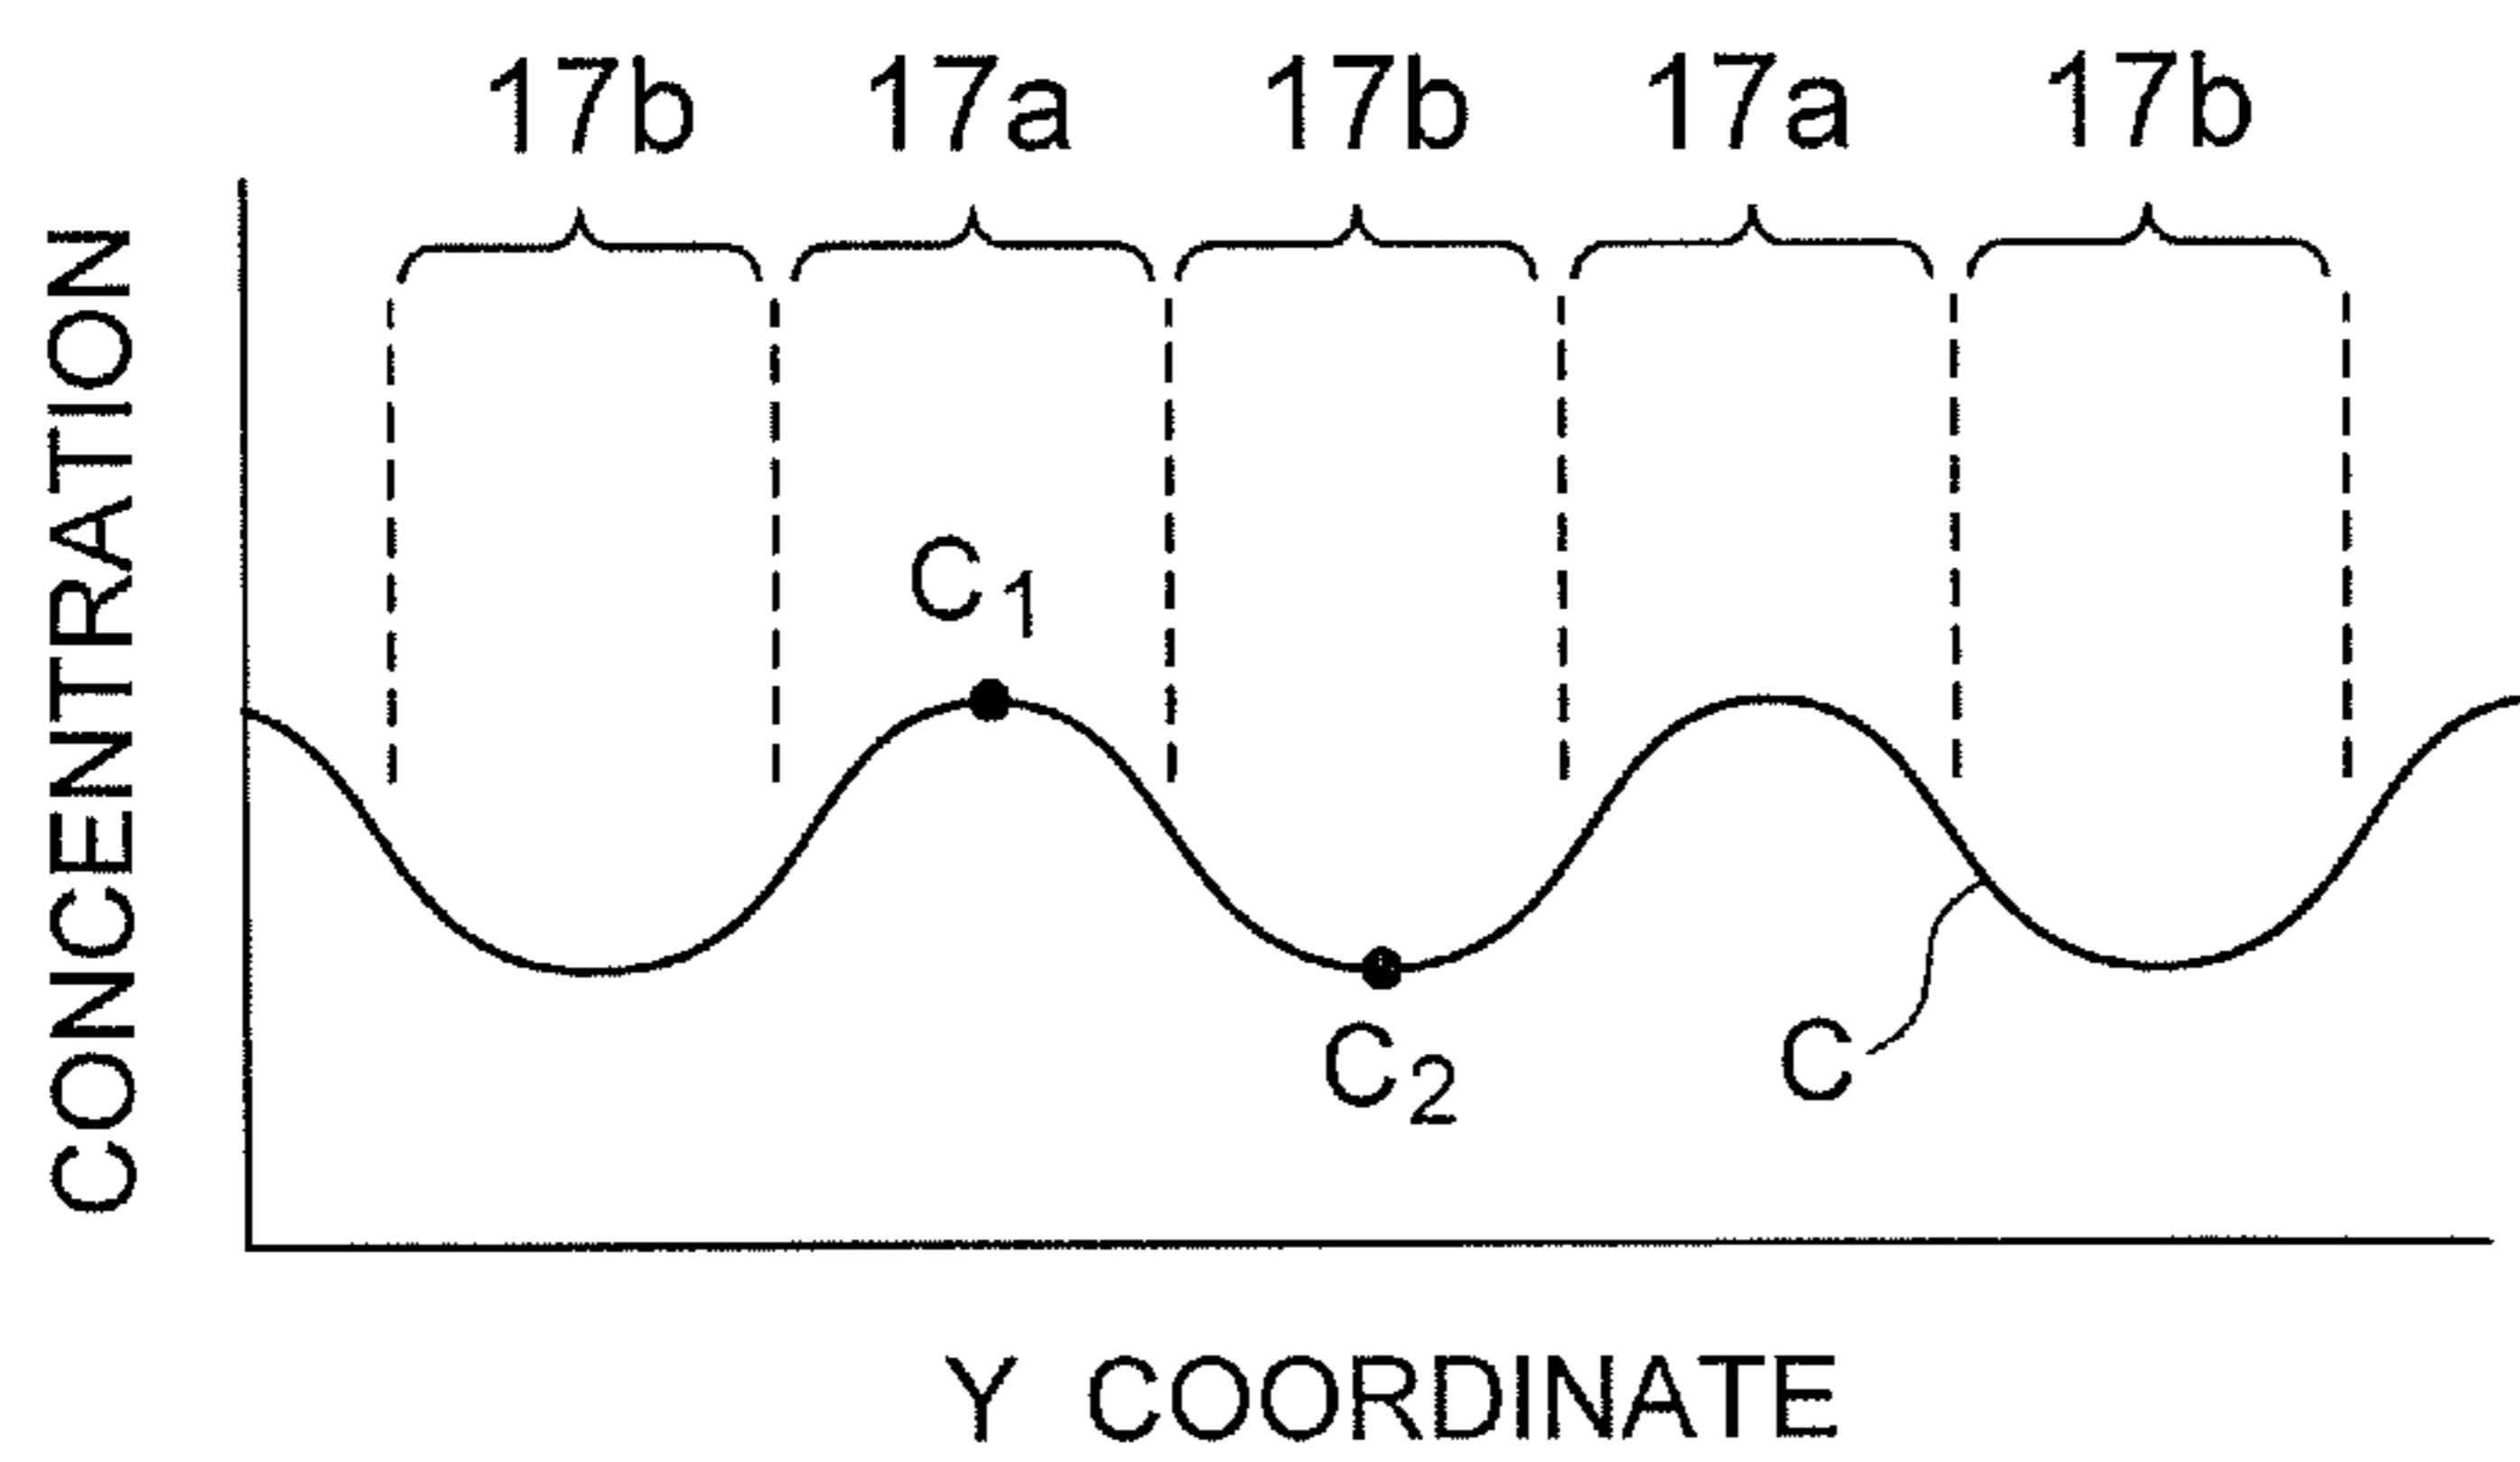 17b 17a 17b 17a 17b
CONCENTRATION
C1
C2
C
Y COORDINATE